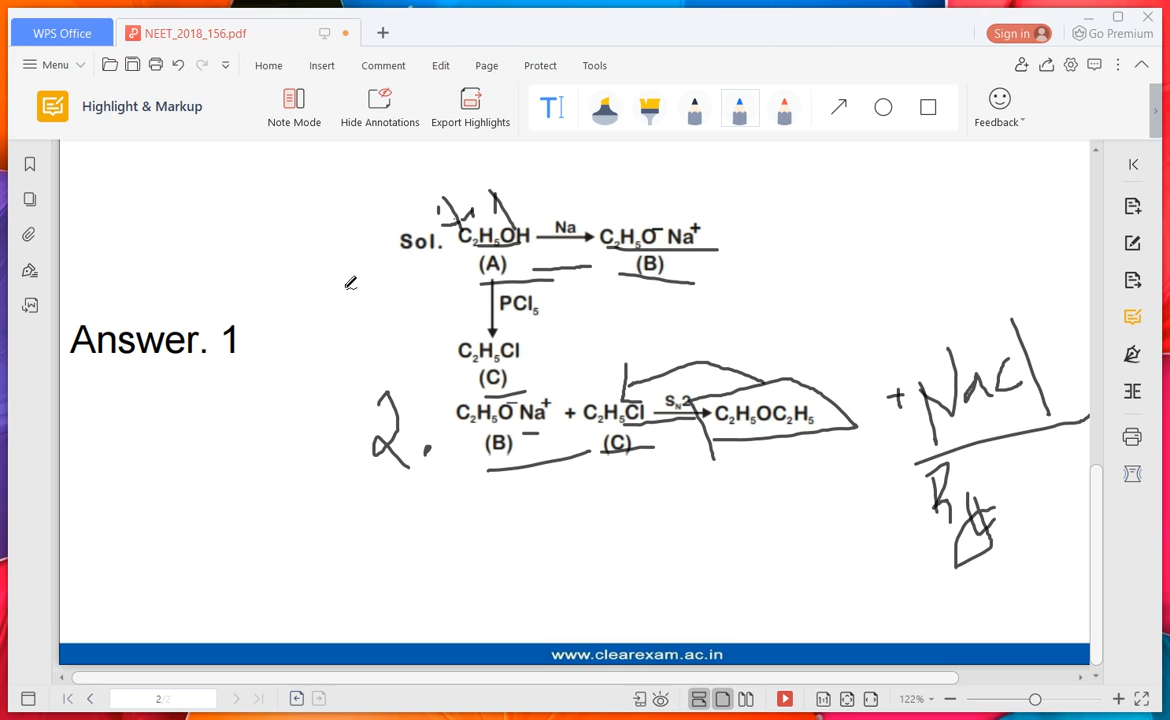 WPS Office
NEET_2018_156.pdf
Sign in
Go Premium
Menu
Home
Insert
Comment
Edit
Page
Protect
Tools
Highlight & Markup
Note Mode
Hide Annotations
Export Highlights
Feedback
Sol. C₂H₅OH Na C₂H₅O⁻ Na⁺
(A) (B)
PCl₅
Answer. 1
C₂H₅Cl
(C)
2. C₂H₅O⁻ Na⁺ + C₂H₅Cl SN2 C₂H₅OC₂H₅ + NaCl
(B) (C)
www.clearexam.ac.in
2/2
122%